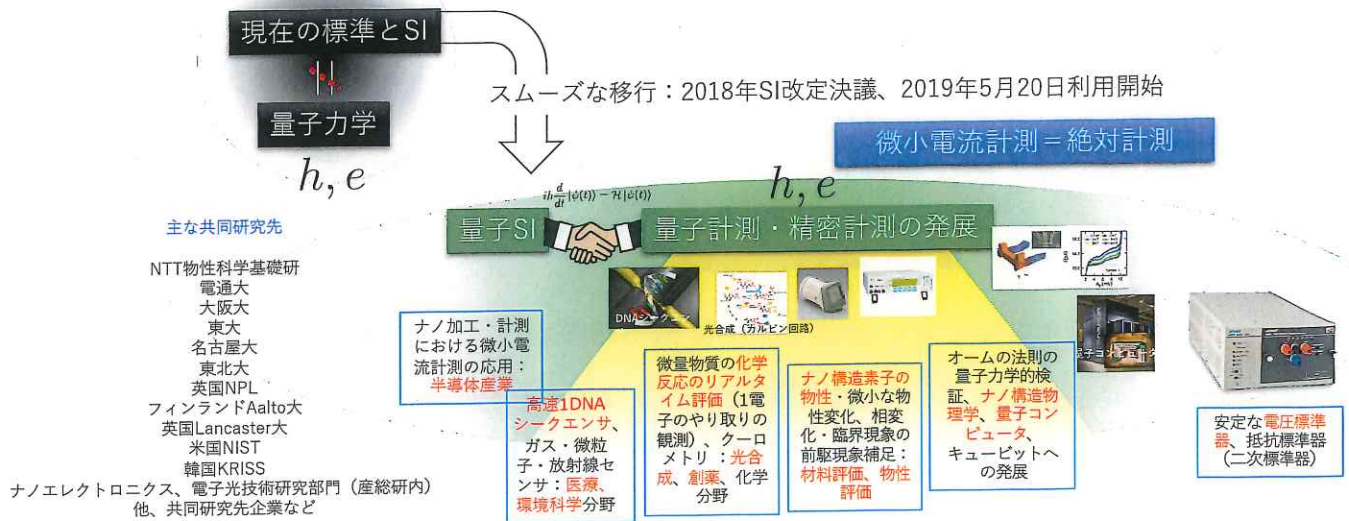 現在の標準とSI
量子力学
h, e
スムーズな移行：2018年SI改定決議、2019年5月20日利用開始
微小電流計測＝絶対計測
h, e
量子SI
量子計測・精密計測の発展
主な共同研究先
NTT物性科学基礎研
電通大
大阪大
東大
名古屋大
東北大
英国NPL
フィンランドAalto大
英国Lancaster大
米国NIST
韓国KRISS
ナノエレクトロニクス、電子光技術研究部門（産総研内）
他、共同研究先企業など
DNAシークエンサ
光合成（カルビン回路）
量子コンピュータ
ナノ加工・計測
における微小電
流計測の応用：
半導体産業
高速1DNA
シークエンサ、
ガス・微粒
子・放射線セ
ンサ：医療、
環境科学分野
微量物質の化学
反応のリアルタ
イム評価（1電
子のやり取りの
観測）、クーロ
メトリ：光合
成、創薬、化学
分野
ナノ構造素子の
物性・微小な物
性変化、相変
化・臨界現象の
前駆現象補足：
材料評価、物性
評価
オームの法則の
量子力学的検
証、ナノ構造物
理学、量子コン
ピュータ、
キュービットへ
の発展
安定な電圧標準
器、抵抗標準器
（二次標準器）